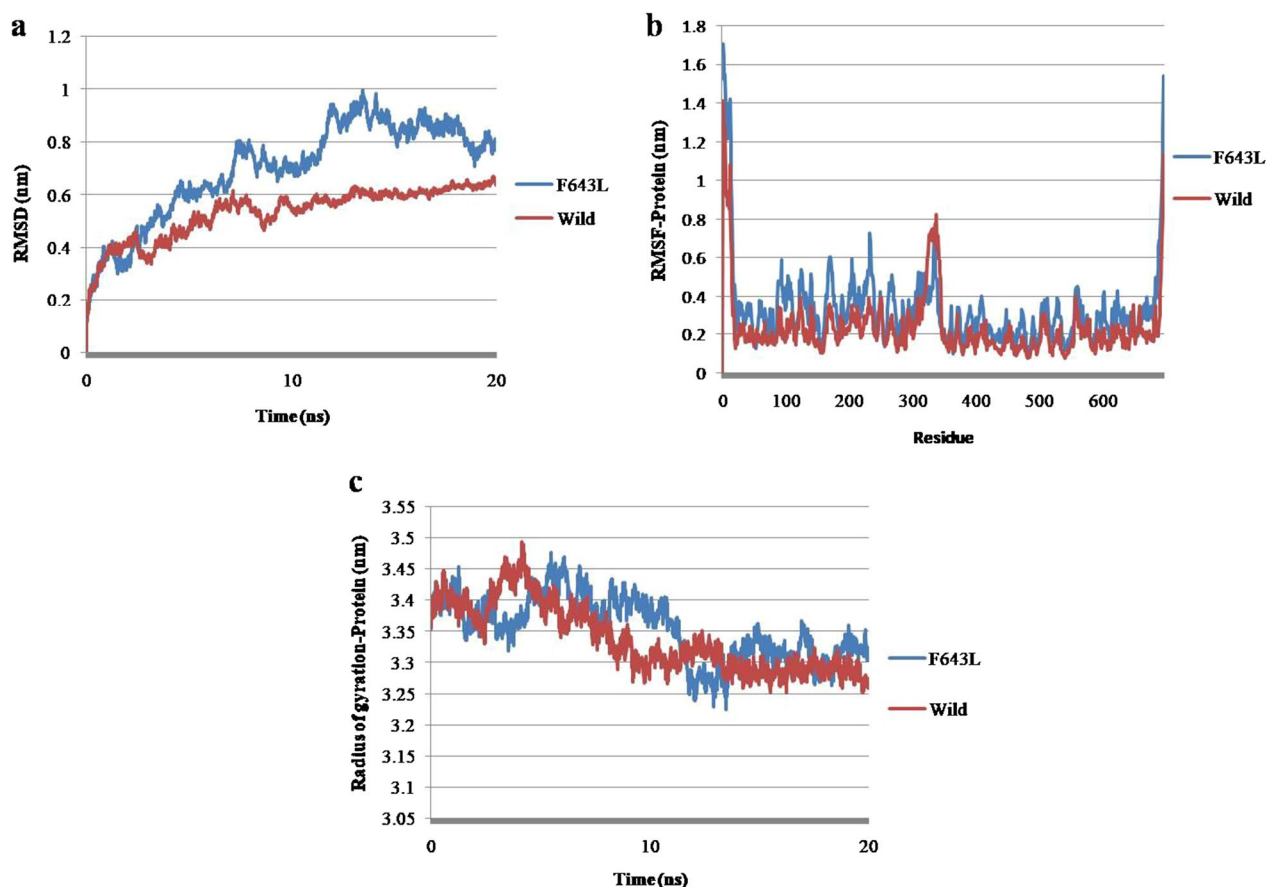 a
1.2
1
0.8
0.6
0.4
0.2
0
0
10
20
RMSD (nm)
Time (ns)
F643L
Wild
b
1.8
1.6
1.4
1.2
1
0.8
0.6
0.4
0.2
0
0
100
200
300
400
500
600
RMSF-Protein (nm)
Residue
F643L
Wild
c
3.55
3.5
3.45
3.4
3.35
3.3
3.25
3.2
3.15
3.1
3.05
0
10
20
Radius of gyration-Protein (nm)
Time (ns)
F643L
Wild